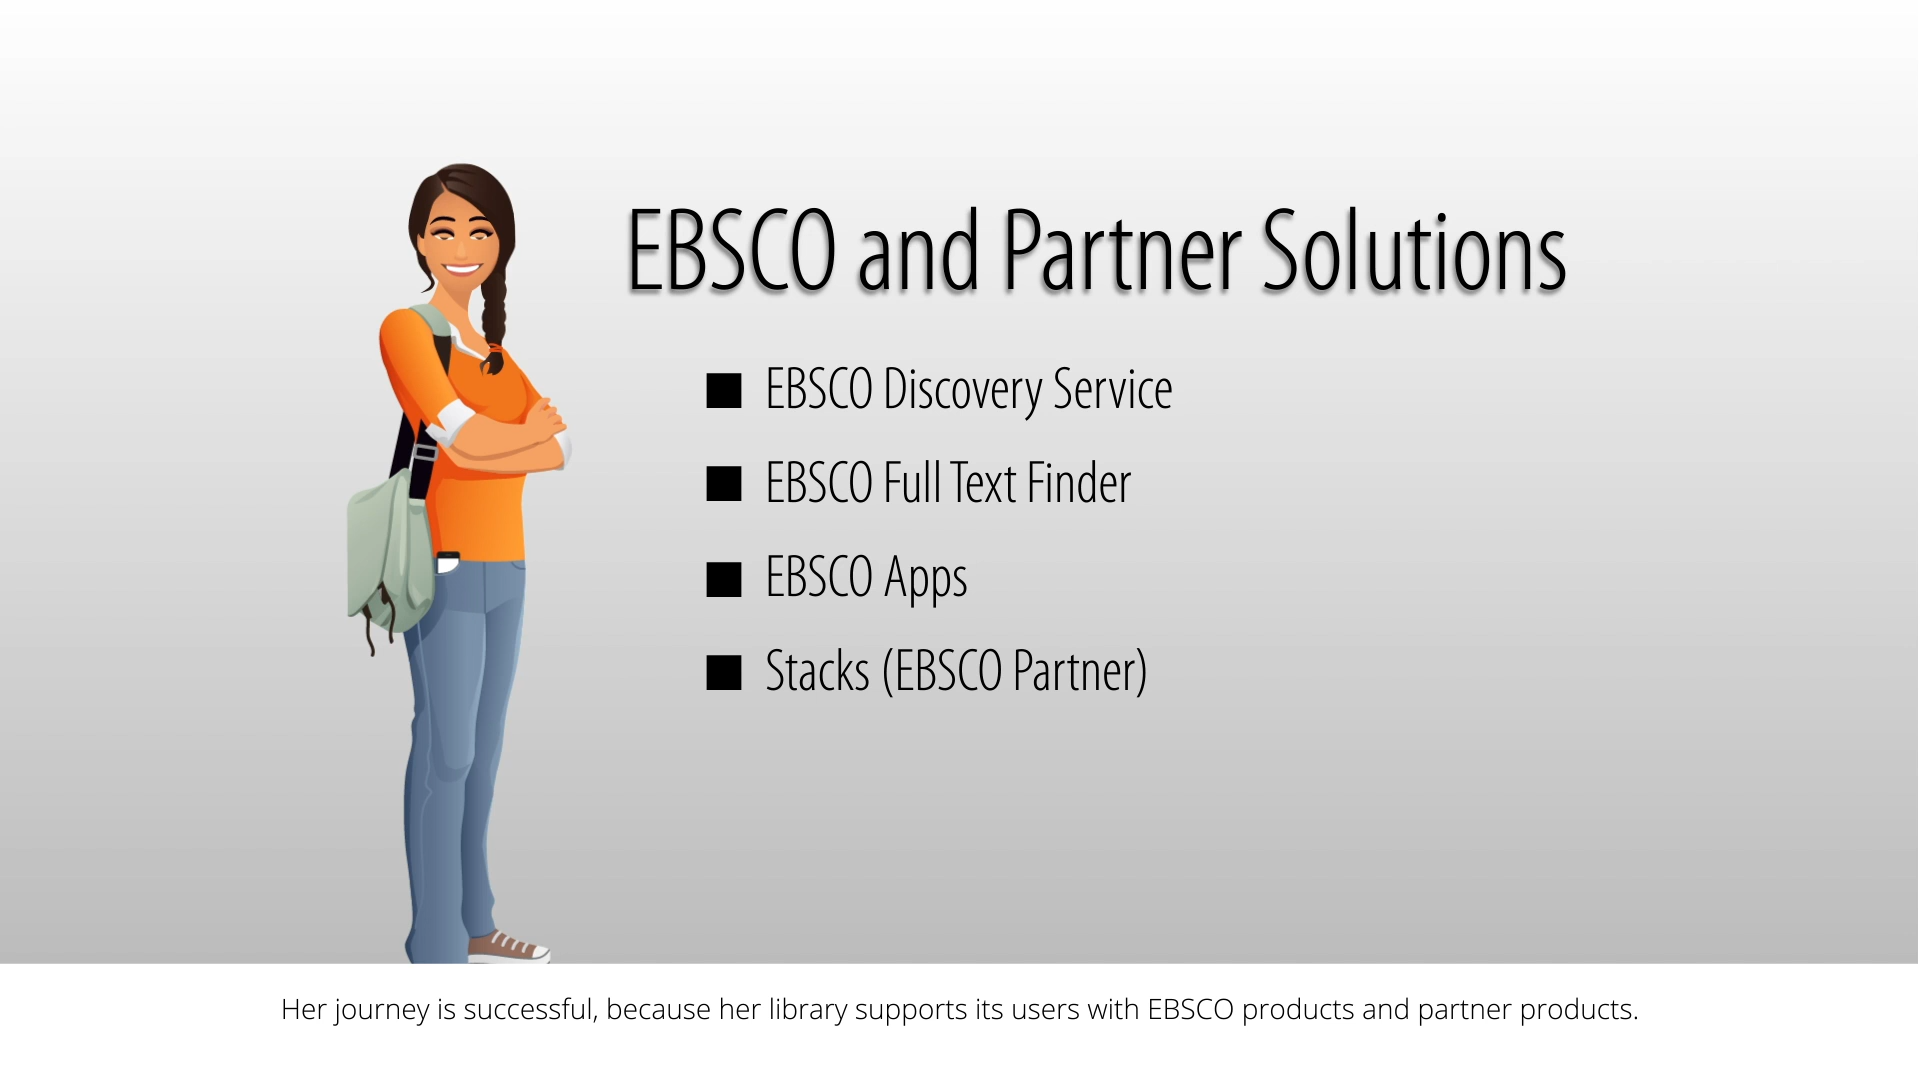 EBSCO and Partner Solutions
■ EBSCO Discovery Service
■ EBSCO Full Text Finder
■ EBSCO Apps
■ Stacks (EBSCO Partner)
Her journey is successful, because her library supports its users with EBSCO products and partner products.